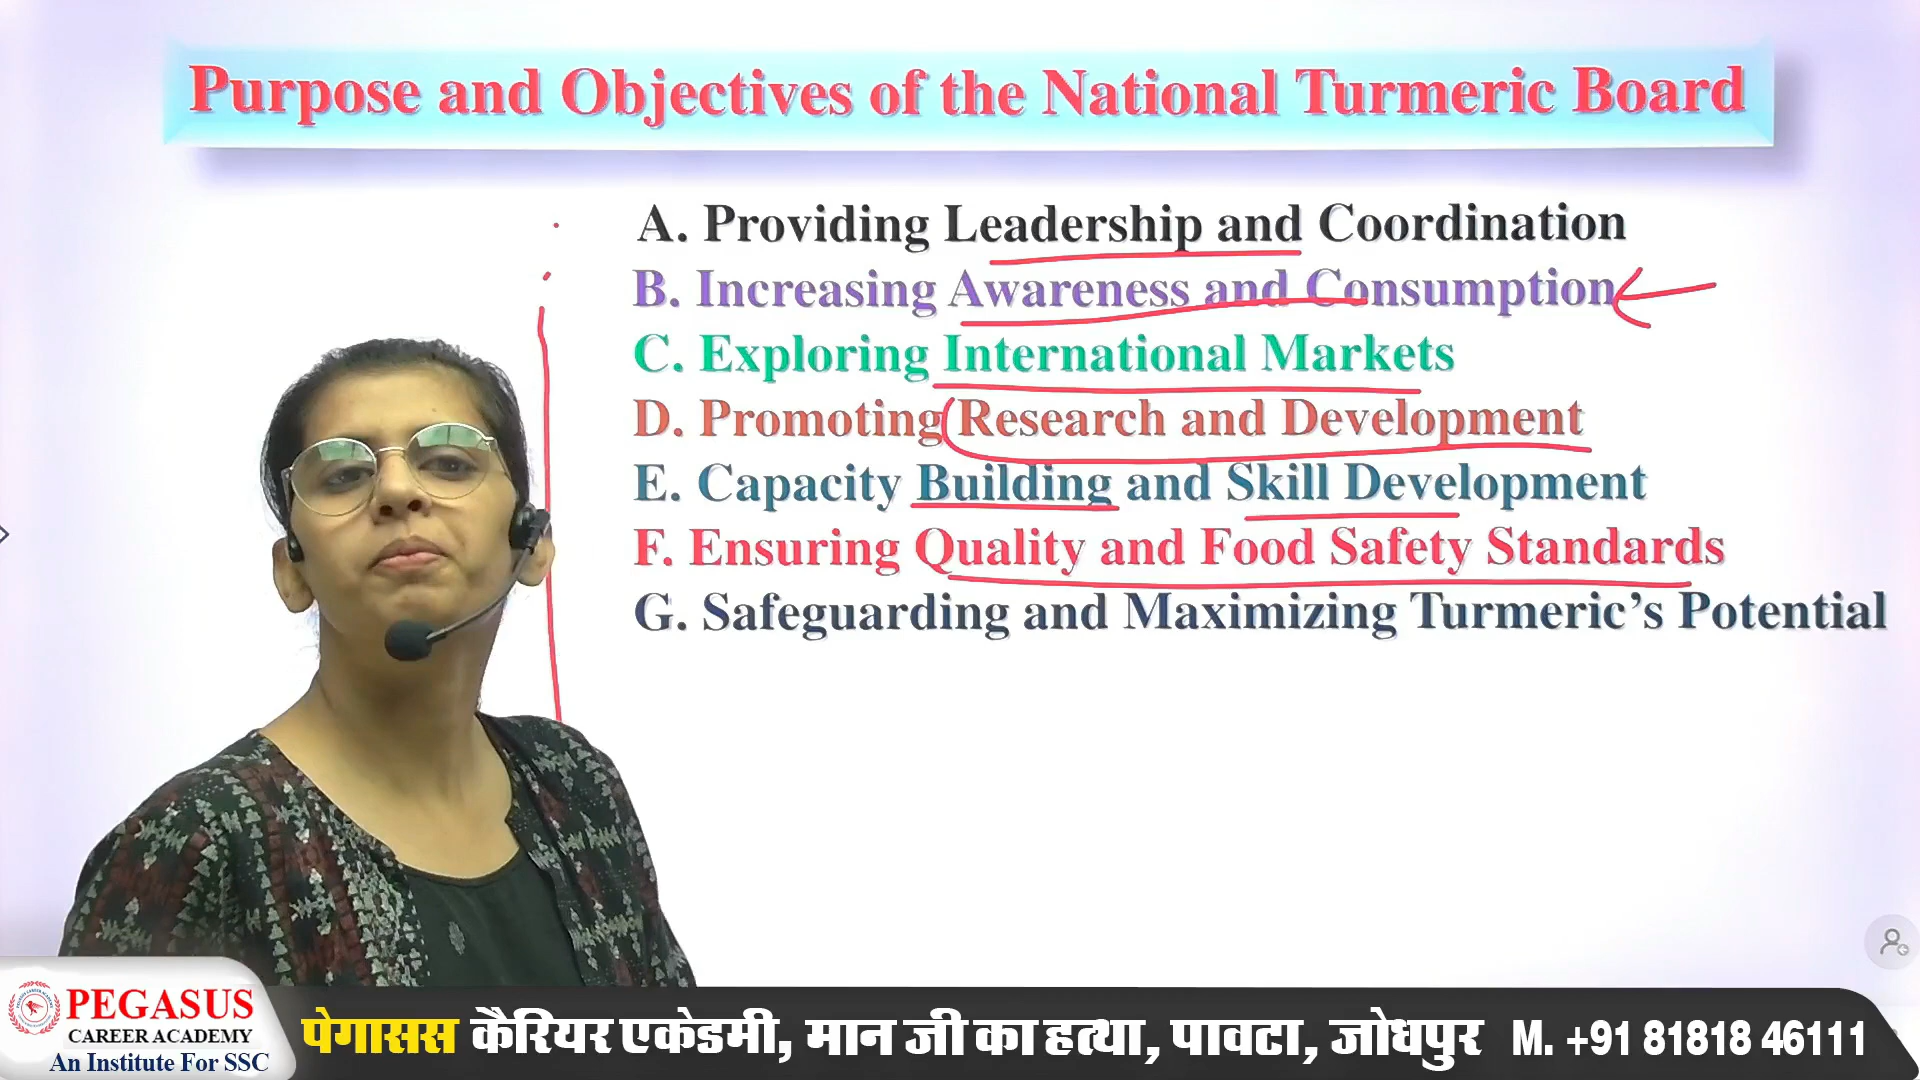 Purpose and Objectives of the National Turmeric Board
A. Providing Leadership and Coordination
B. Increasing Awareness and Consumption
C. Exploring International Markets
D. Promoting Research and Development
E. Capacity Building and Skill Development
F. Ensuring Quality and Food Safety Standards
G. Safeguarding and Maximizing Turmeric’s Potential
PEGASUS
CAREER ACADEMY
An Institute For SSC
पेगासस कैरियर एकेडमी, मान जी का हत्था, पावटा, जोधपुर M. +91 81818 46111